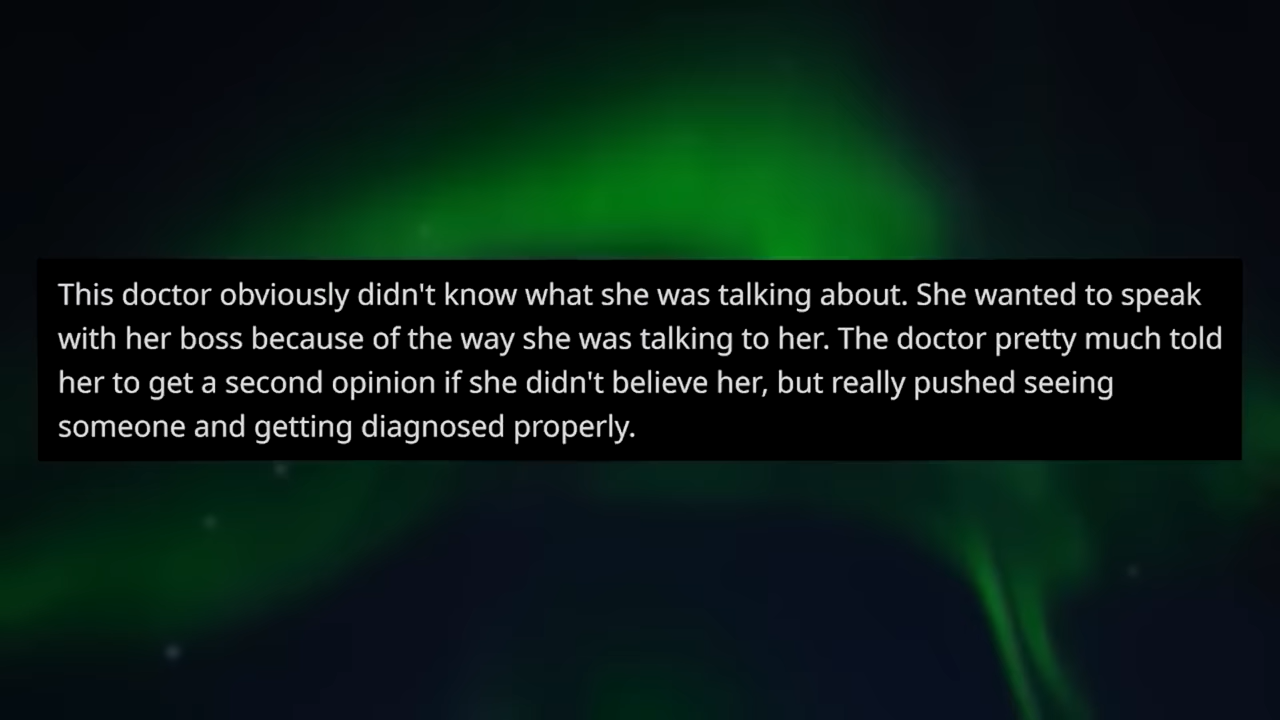 This doctor obviously didn't know what she was talking about. She wanted to speak
with her boss because of the way she was talking to her. The doctor pretty much told
her to get a second opinion if she didn't believe her, but really pushed seeing
someone and getting diagnosed properly.